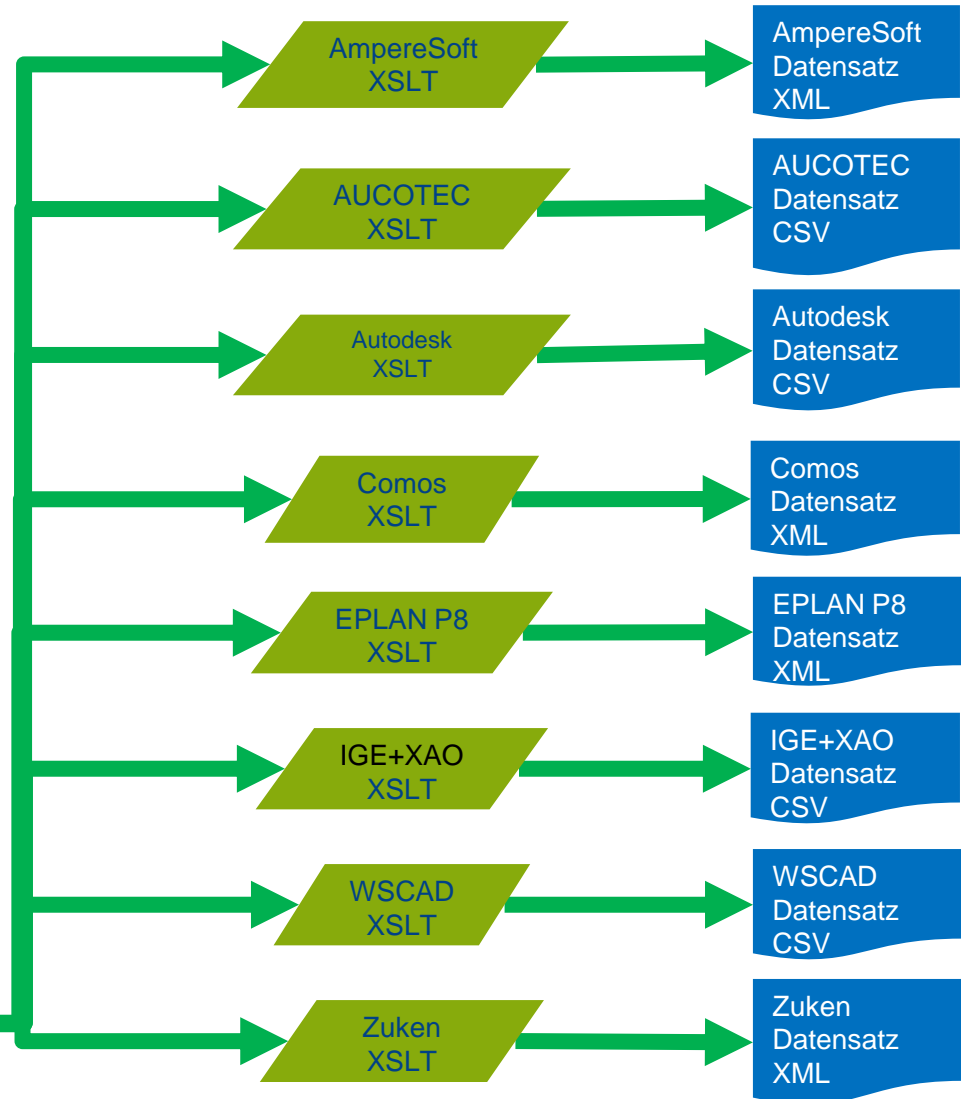 AmpereSoft
XSLT
AmpereSoft
Datensatz
XML
AUCOTEC
XSLT
AUCOTEC
Datensatz
CSV
Autodesk
XSLT
Autodesk
Datensatz
CSV
Comos
XSLT
Comos
Datensatz
XML
EPLAN P8
XSLT
EPLAN P8
Datensatz
XML
IGE+XAO
XSLT
IGE+XAO
Datensatz
CSV
WSCAD
XSLT
WSCAD
Datensatz
CSV
Zuken
XSLT
Zuken
Datensatz
XML